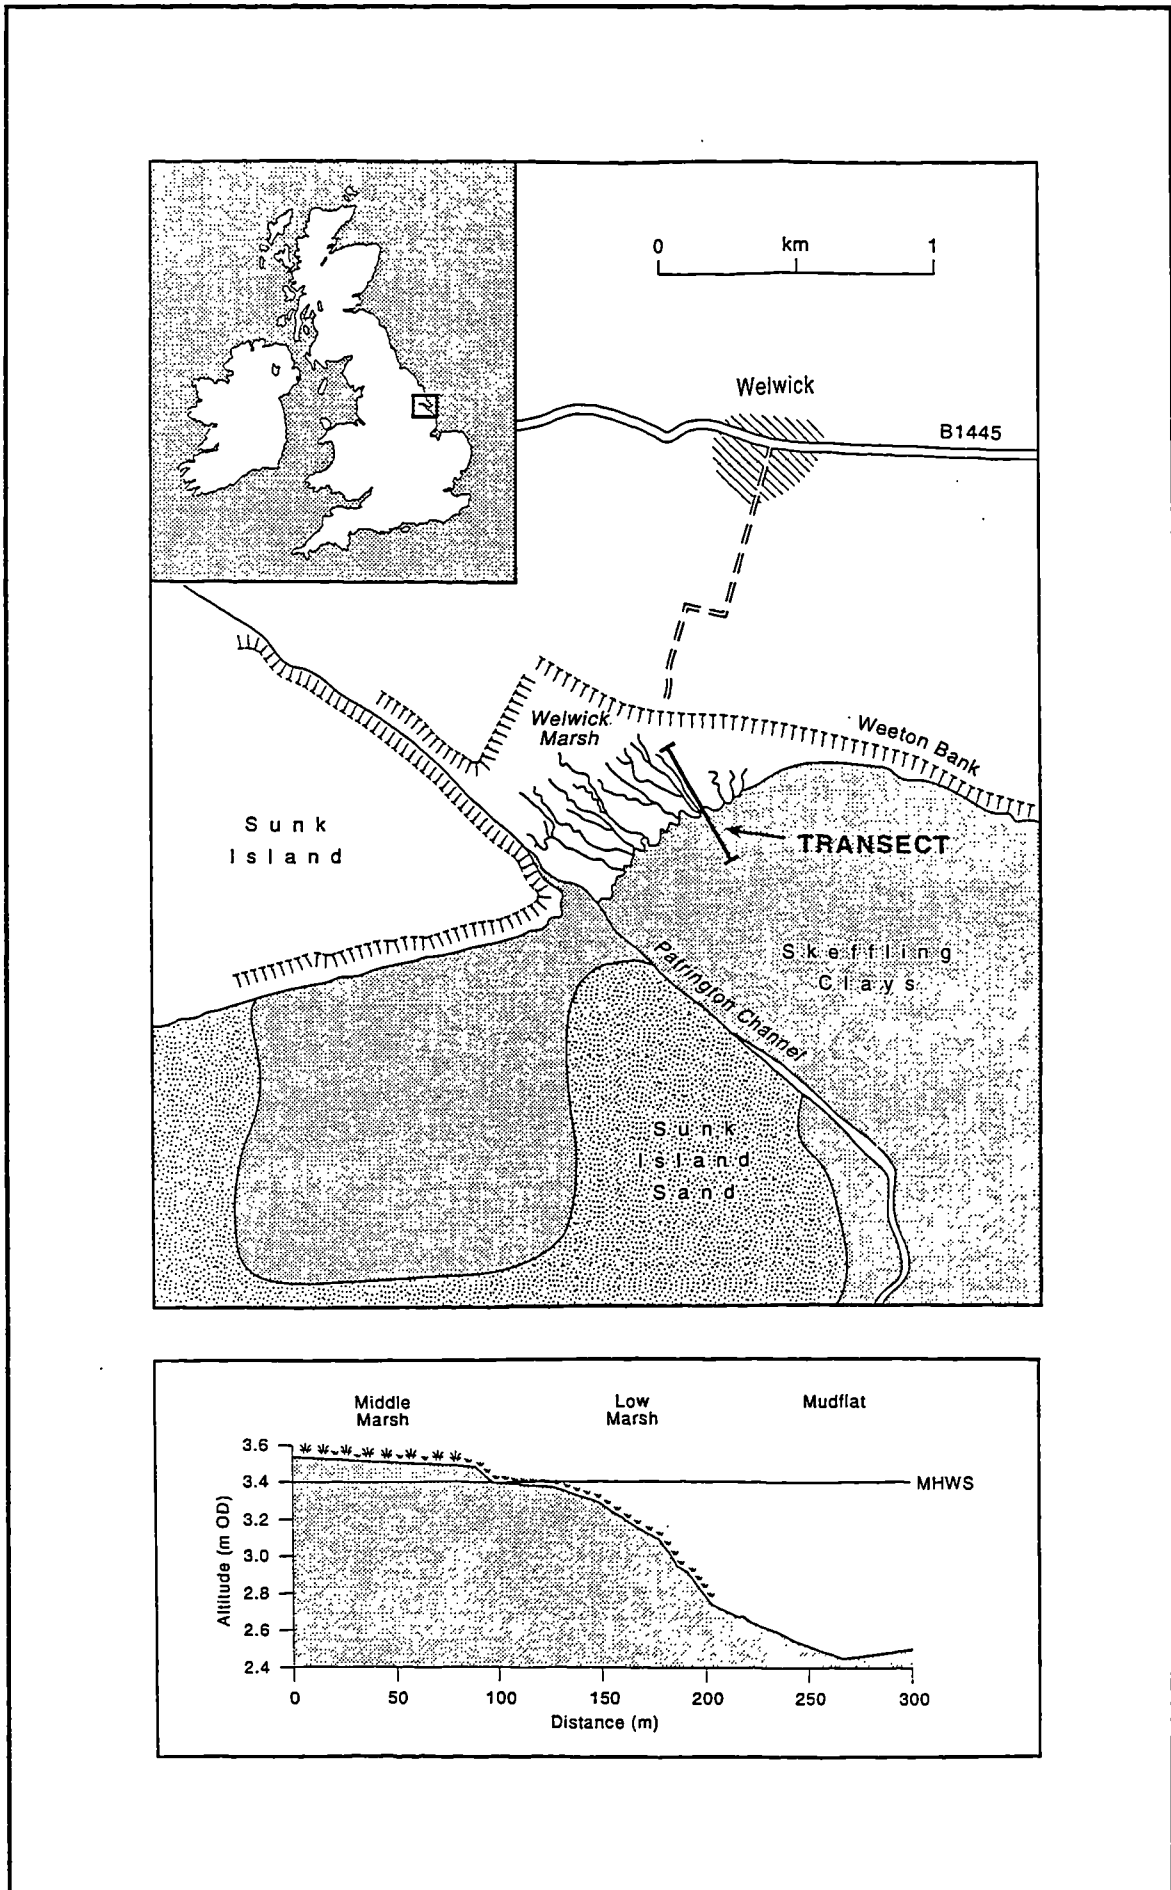 0 km 1
Welwick
B1445
Welwick
Marsh
Weeton Bank
Sunk
Island
TRANSECT
Skeffling
Clays
Patrington Channel
Sunk
Island
Sand
Middle
Marsh
Low
Marsh
Mudflat
3.6
3.4
3.2
3.0
2.8
2.6
2.4
MHWS
Altitude (m OD)
0 50 100 150 200 250 300
Distance (m)